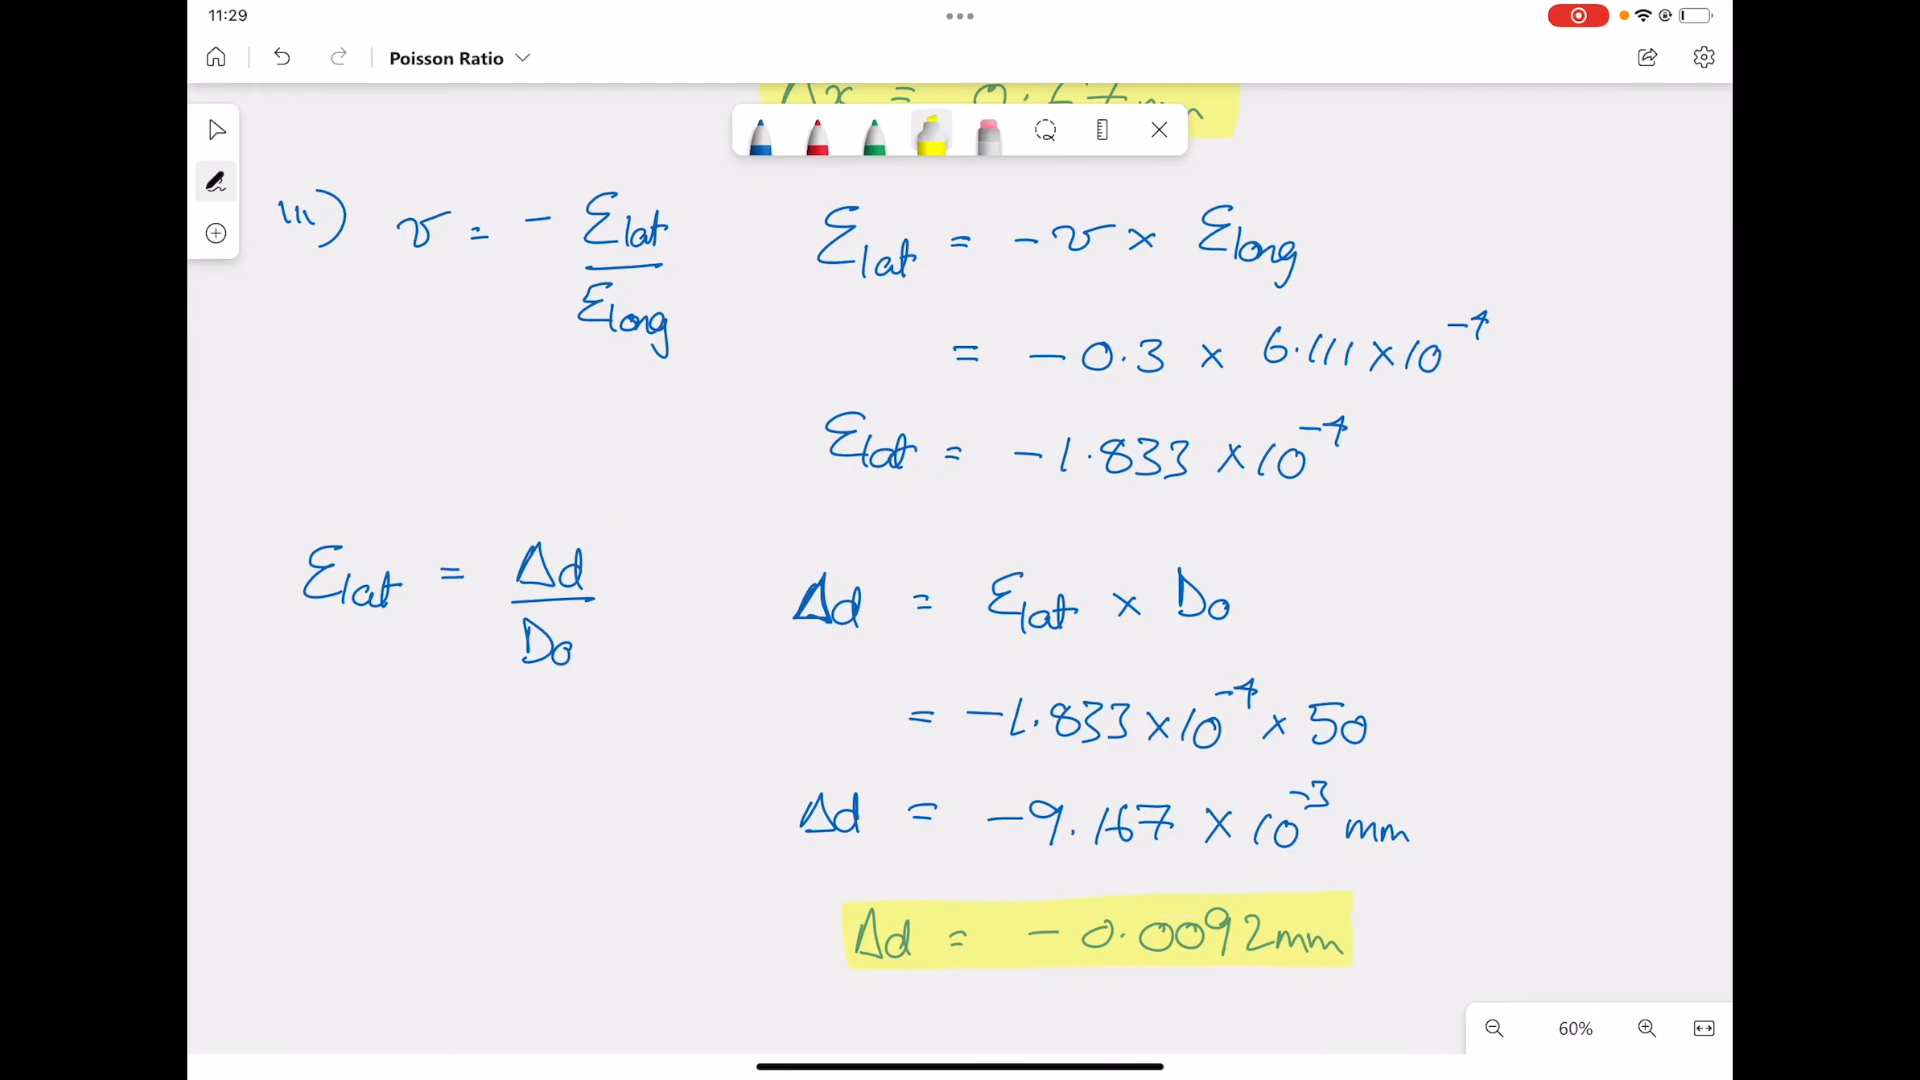 11:29
Poisson Ratio
iii) ν = - εlat / εlong
εlat = - ν × εlong
= - 0.3 × 6.111 × 10⁻⁴
εlat = - 1.833 × 10⁻⁴
εlat = Δd / D₀
Δd = εlat × D₀
= - 1.833 × 10⁻⁴ × 50
Δd = - 9.167 × 10⁻³ mm
Δd = - 0.0092mm
60%